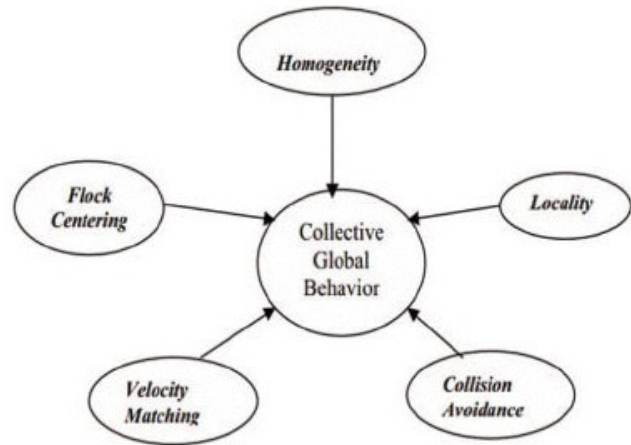 Homogeneity
Flock
Centering
Locality
Collective
Global
Behavior
Velocity
Matching
Collision
Avoidance